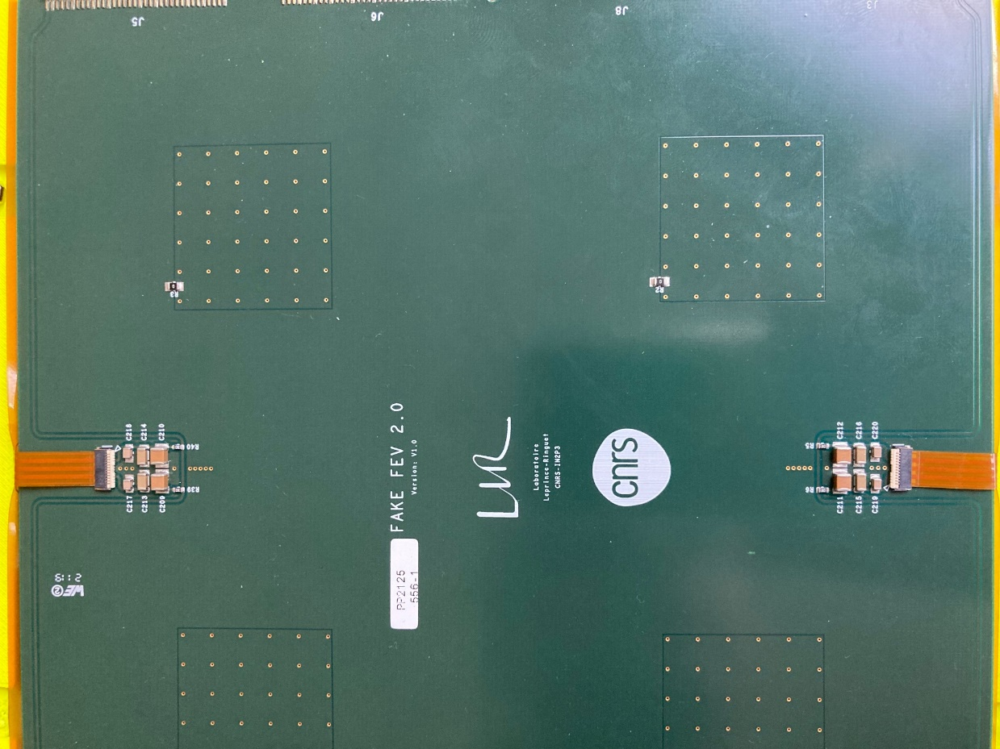 J5
J6
J8
J3
R3
R2
C218
C214
C210
R40
C217
C213
C209
R39
FAKE FEV 2.0
Version: V1.0
LLR
Laboratoire
Leprince-Ringuet
CNRS-IN2P3
cnrs
R5
C212
C216
C220
R6
C211
C215
C219
PP2125
556-1
WE